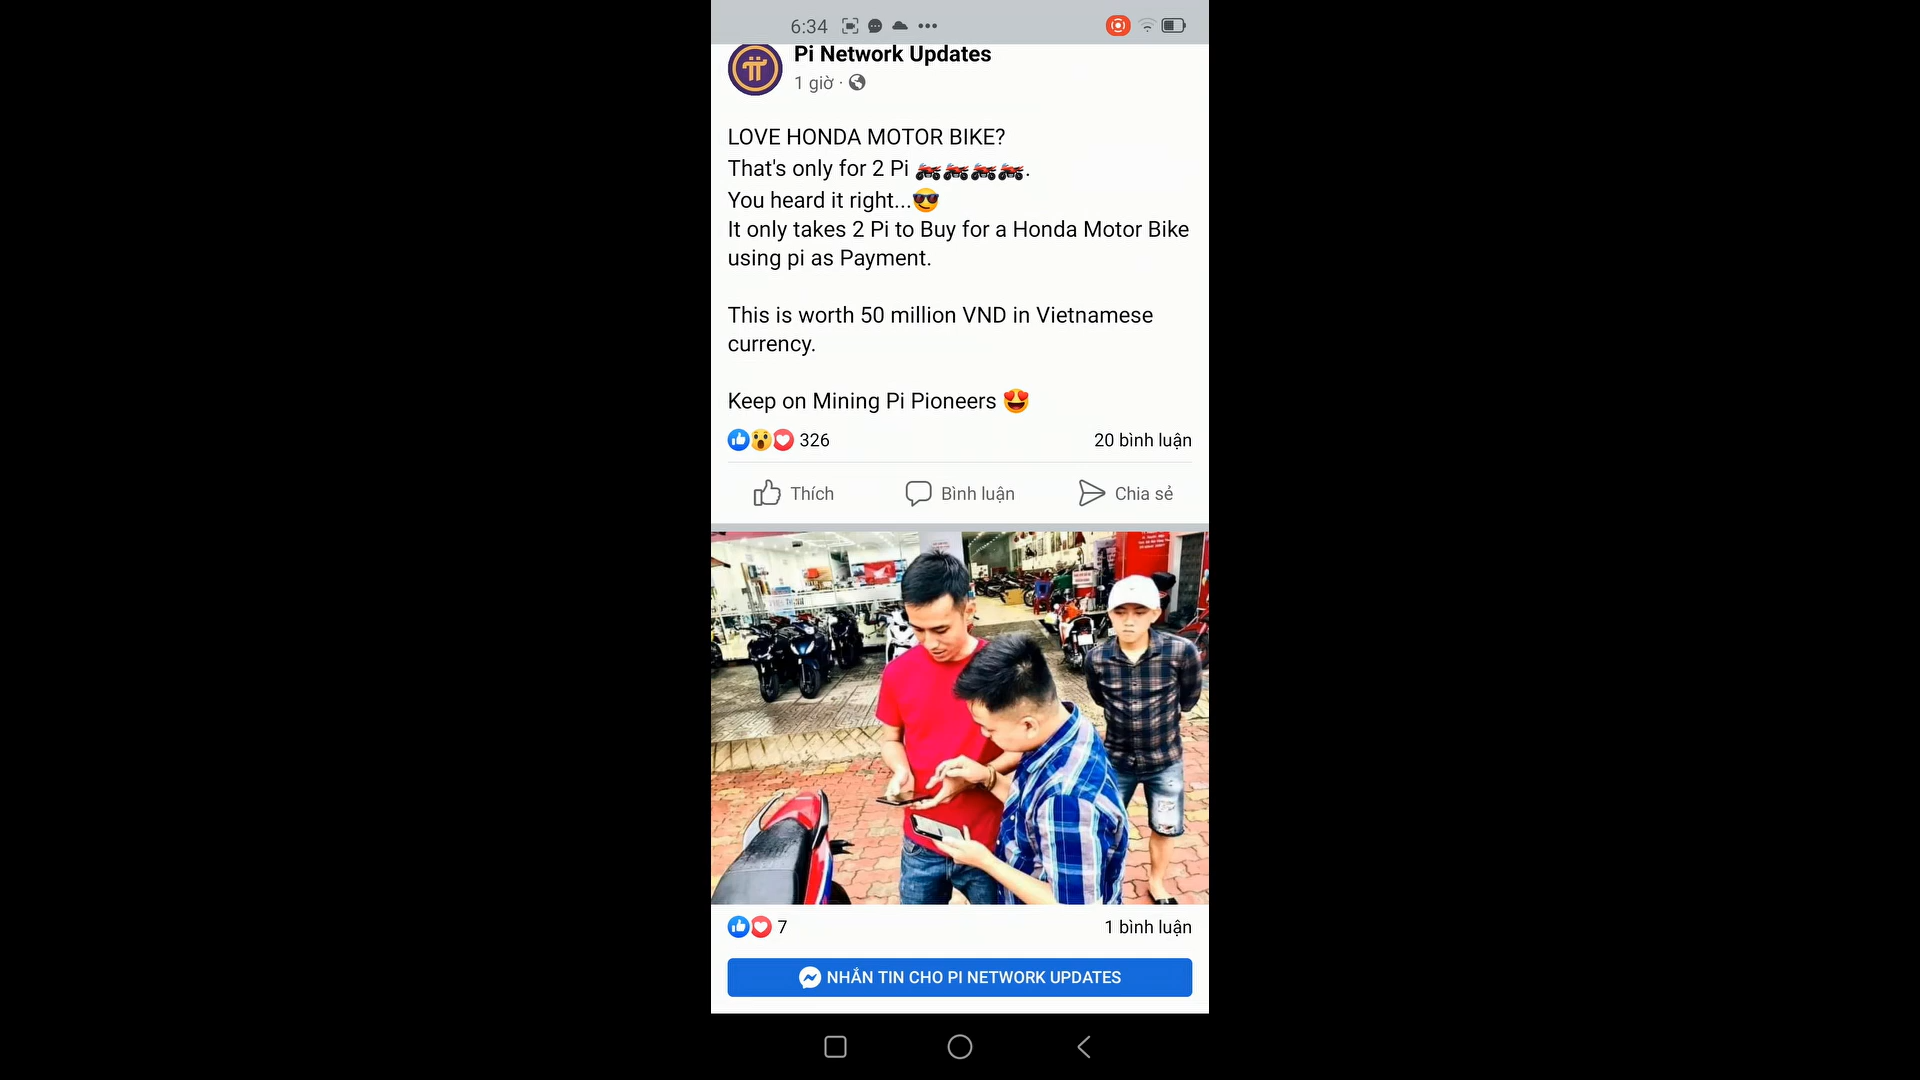 6:34
Pi Network Updates
1 giờ ·
LOVE HONDA MOTOR BIKE?
That's only for 2 Pi 🏍️🏍️🏍️🏍️.
You heard it right...😎
It only takes 2 Pi to Buy for a Honda Motor Bike
using pi as Payment.
This is worth 50 million VND in Vietnamese
currency.
Keep on Mining Pi Pioneers 😍
326
20 bình luận
Thích
Bình luận
Chia sẻ
7
1 bình luận
NHẮN TIN CHO PI NETWORK UPDATES